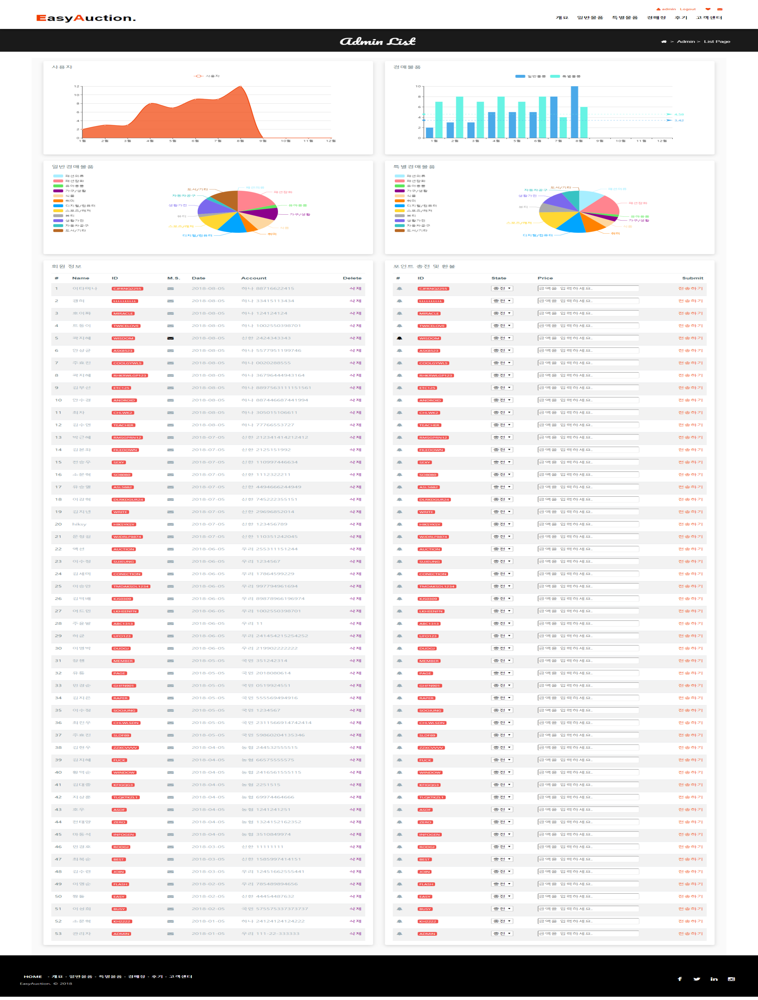 admin Logout
EasyAuction.
개요 일반물품 특별물품 경매장 후기 고객센터
Admin List
> Admin > List Page
사용자
사용자
12
10
8
6
4
2
0
1월 2월 3월 4월 5월 6월 7월 8월 9월 10월 11월 12월
경매물품
일반물품 특별물품
10
8
6
4
2
0
4.58
3.42
1월 2월 3월 4월 5월 6월 7월 8월 9월 10월 11월 12월
일반경매물품
패션의류
패션잡화
유아용품
가구/생활
식품
취미
디지털/컴퓨터
스포츠/레저
뷰티
생활가전
자동차공구
도서/기타
도서/기타 패션의류
자동차공구 패션잡화
생활가전 유아용품
뷰티 가구/생활
스포츠/레저 식품
디지털/컴퓨터 취미
특별경매물품
패션의류
패션잡화
유아용품
가구/생활
식품
취미
디지털/컴퓨터
스포츠/레저
뷰티
생활가전
자동차공구
도서/기타
도서/기타 패션의류
자동차공구
생활가전 패션잡화
뷰티 유아용품
가구/생활
스포츠/레저 식품
디지털/컴퓨터 취미
회원 정보
# Name ID M.S. Date Account Delete
1 이타미나 CJFRNQ2255 2018-08-05 하나 88716622415 삭제
2 갱허 2018-08-05 하나 33415113434 삭제
3 호이짜 MIRACLE 2018-08-05 하나 124124124 삭제
4 트둥이 TWICELOVE 2018-08-05 하나 1002550398701 삭제
5 곽지혜 WISDOM 2018-08-05 신한 2424343343 삭제
6 안상균 ASK8523 2018-08-05 하나 5577951199746 삭제
7 주효진 COOLGYWLS 2018-08-05 하나 0020288555 삭제
8 곽지혜 RHKRWLGP123 2018-08-05 하나 36796444943164 삭제
9 김부선 ETC125 2018-08-05 하나 8897563111151561 삭제
10 안수경 ANDROID 2018-08-05 하나 887446687441994 삭제
11 최자 CHLWK2 2018-08-05 하나 305015106611 삭제
12 김수연 TEACHER 2018-08-05 하나 77766553727 삭제
13 박근혜 RMSGPRN12 2018-07-05 신한 212341414212412 삭제
14 김본좌 FILEDOWN 2018-07-05 신한 2125151992 삭제
15 전승우 SEXY 2018-07-05 신한 110997446634 삭제
16 소문혁 SO8080 2018-07-05 신한 1112322211 삭제
17 유승열 ASL5882 2018-07-05 신한 4494666244949 삭제
18 이강혁 DLRKDGUR24 2018-07-05 신한 745222355151 삭제
19 김치년 WRITE 2018-07-05 신한 29696852014 삭제
20 hiksy HIKSYKSY 2018-07-05 신한 123456789 삭제
21 문정길 WJDRLF9874 2018-07-05 신한 110351242045 삭제
22 액션 AUCTION 2018-06-05 우리 255311151244 삭제
23 이수정 SUJEUNG 2018-06-05 우리 1234567 삭제
24 김세미 CONECTION 2018-06-05 우리 17864599229 삭제
25 이승만 TMDAKSDL1234 2018-06-05 우리 997794961694 삭제
26 김덕배 KJS0309 2018-06-05 우리 89878966196974 삭제
27 여드민 LKHEENFN 2018-06-05 우리 1002550398701 삭제
28 주윤발 ABC1313 2018-06-05 우리 11 삭제
29 허균 UFO123 2018-06-05 우리 241454215254252 삭제
30 이명박 DUDGJ 2018-06-05 우리 219902222222 삭제
31 장첸 MEMBER 2018-05-05 국민 351242314 삭제
32 유통 PAGE 2018-05-05 국민 2018080614 삭제
33 민경순 GHFN901 2018-05-05 국민 0519924551 삭제
34 김지은 RAPER 2018-05-05 국민 555569494916 삭제
35 이수정 SOOJUNG 2018-05-05 국민 1234567 삭제
36 최진우 CHLWLSDN 2018-05-05 국민 2311566914742414 삭제
37 주효진 SLDF89 2018-05-05 국민 59860204135346 삭제
38 김현우 ZZXCVVVV 2018-04-05 농협 244532555515 삭제
39 김지혜 FUCK 2018-04-05 농협 66575555575 삭제
40 황덕순 WINDOW 2018-04-05 농협 2416561555115 삭제
41 김대중 KFIGQG3 2018-04-05 농협 2251515 삭제
42 지상훈 TLQKTKZL1 2018-04-05 농협 69974464666 삭제
43 호우 ASDF 2018-04-05 농협 1241241251 삭제
44 전태양 ZERO 2018-04-05 농협 1324152162352 삭제
45 마동석 INFOGEN 2018-04-05 농협 3510849974 삭제
46 민경호 RODGJ 2018-03-05 신한 11111111 삭제
47 최복순 BEST 2018-03-05 신한 1585997414151 삭제
48 김수련 JOIN 2018-03-05 우리 12451662555441 삭제
49 이영순 FLASH 2018-02-05 우리 785489894656 삭제
50 짱돌 EASY 2018-02-05 신한 44454487632 삭제
51 이성희 BUSY 2018-02-05 국민 575575337373737 삭제
52 소문혁 KH2222 2018-01-05 하나 24124124124222 삭제
53 관리자 ADMIN 2018-01-05 우리 111-22-333333 삭제
포인트 충전 및 환불
# ID State Price Submit
CJFRNQ2255 충전 금액을 입력하세요. 전송하기
충전 금액을 입력하세요. 전송하기
MIRACLE 충전 금액을 입력하세요. 전송하기
TWICELOVE 충전 금액을 입력하세요. 전송하기
WISDOM 충전 금액을 입력하세요. 전송하기
ASK8523 충전 금액을 입력하세요. 전송하기
COOLGYWLS 충전 금액을 입력하세요. 전송하기
RHKRWLGP123 충전 금액을 입력하세요. 전송하기
ETC125 충전 금액을 입력하세요. 전송하기
ANDROID 충전 금액을 입력하세요. 전송하기
CHLWK2 충전 금액을 입력하세요. 전송하기
TEACHER 충전 금액을 입력하세요. 전송하기
RMSGPRN12 충전 금액을 입력하세요. 전송하기
FILEDOWN 충전 금액을 입력하세요. 전송하기
SEXY 충전 금액을 입력하세요. 전송하기
SO8080 충전 금액을 입력하세요. 전송하기
ASL5882 충전 금액을 입력하세요. 전송하기
DLRKDGUR24 충전 금액을 입력하세요. 전송하기
WRITE 충전 금액을 입력하세요. 전송하기
HIKSYKSY 충전 금액을 입력하세요. 전송하기
WJDRLF9874 충전 금액을 입력하세요. 전송하기
AUCTION 충전 금액을 입력하세요. 전송하기
SUJEUNG 충전 금액을 입력하세요. 전송하기
CONECTION 충전 금액을 입력하세요. 전송하기
TMDAKSDL1234 충전 금액을 입력하세요. 전송하기
KJS0309 충전 금액을 입력하세요. 전송하기
LKHEENFN 충전 금액을 입력하세요. 전송하기
ABC1313 충전 금액을 입력하세요. 전송하기
UFO123 충전 금액을 입력하세요. 전송하기
DUDGJ 충전 금액을 입력하세요. 전송하기
MEMBER 충전 금액을 입력하세요. 전송하기
PAGE 충전 금액을 입력하세요. 전송하기
GHFN901 충전 금액을 입력하세요. 전송하기
RAPER 충전 금액을 입력하세요. 전송하기
SOOJUNG 충전 금액을 입력하세요. 전송하기
CHLWLSDN 충전 금액을 입력하세요. 전송하기
SLDF89 충전 금액을 입력하세요. 전송하기
ZZXCVVVV 충전 금액을 입력하세요. 전송하기
FUCK 충전 금액을 입력하세요. 전송하기
WINDOW 충전 금액을 입력하세요. 전송하기
KFIGQG3 충전 금액을 입력하세요. 전송하기
TLQKTKZL1 충전 금액을 입력하세요. 전송하기
ASDF 충전 금액을 입력하세요. 전송하기
ZERO 충전 금액을 입력하세요. 전송하기
INFOGEN 충전 금액을 입력하세요. 전송하기
RODGJ 충전 금액을 입력하세요. 전송하기
BEST 충전 금액을 입력하세요. 전송하기
JOIN 충전 금액을 입력하세요. 전송하기
FLASH 충전 금액을 입력하세요. 전송하기
EASY 충전 금액을 입력하세요. 전송하기
BUSY 충전 금액을 입력하세요. 전송하기
KH2222 충전 금액을 입력하세요. 전송하기
ADMIN 충전 금액을 입력하세요. 전송하기
HOME · 개요 · 일반물품 · 특별물품 · 경매장 · 후기 · 고객센터
EasyAuction. © 2018